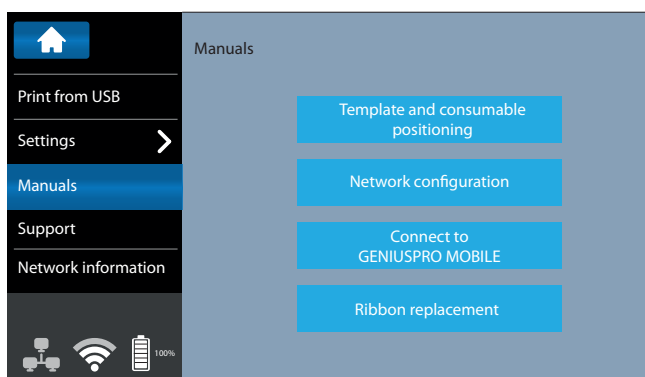 Manuals
Print from USB
Settings
Manuals
Support
Network information
100%
Template and consumable
positioning
Network configuration
Connect to
GENIUSPRO MOBILE
Ribbon replacement